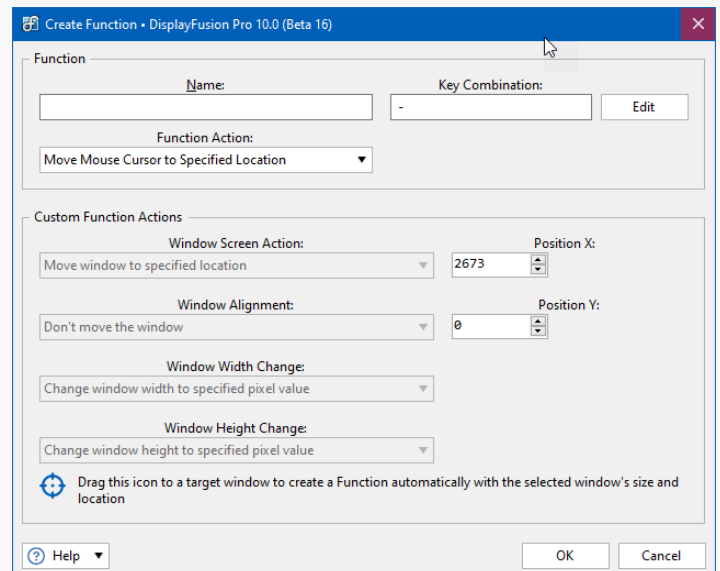 Create Function • DisplayFusion Pro 10.0 (Beta 16)
Function
Name:
Key Combination:
-
Edit
Function Action:
Move Mouse Cursor to Specified Location
Custom Function Actions
Window Screen Action:
Position X:
Move window to specified location
2673
Window Alignment:
Position Y:
Don't move the window
0
Window Width Change:
Change window width to specified pixel value
Window Height Change:
Change window height to specified pixel value
Drag this icon to a target window to create a Function automatically with the selected window's size and
location
? Help
OK
Cancel